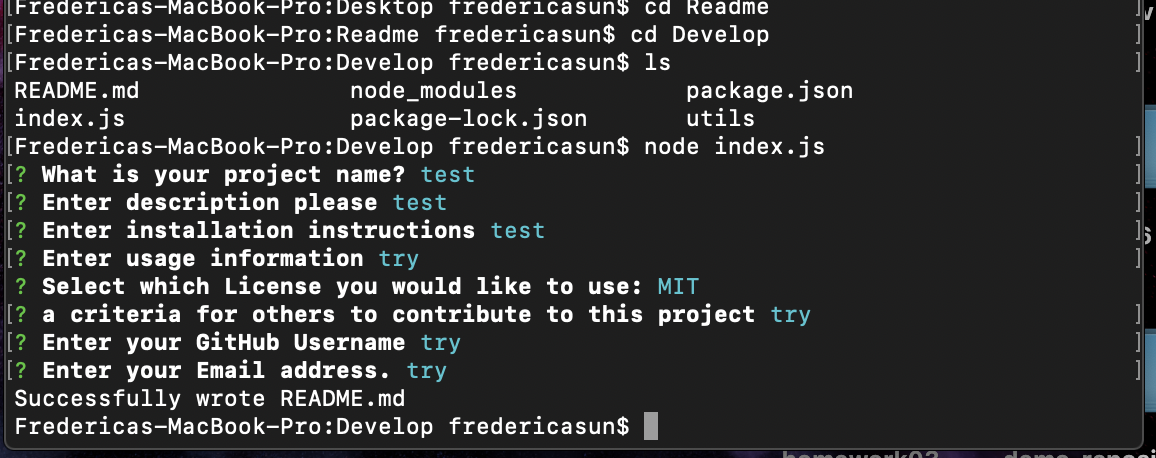 [Fredericas-MacBook-Pro:Desktop fredericasun$ cd Readme
[Fredericas-MacBook-Pro:Readme fredericasun$ cd Develop ]
[Fredericas-MacBook-Pro:Develop fredericasun$ ls ]
README.md node_modules package.json
index.js package-lock.json utils
[Fredericas-MacBook-Pro:Develop fredericasun$ node index.js ]
[? What is your project name? test ]
[? Enter description please test ]
[? Enter installation instructions test ]
[? Enter usage information try ]
? Select which License you would like to use: MIT
[? a criteria for others to contribute to this project try ]
[? Enter your GitHub Username try ]
[? Enter your Email address. try ]
Successfully wrote README.md
Fredericas-MacBook-Pro:Develop fredericasun$